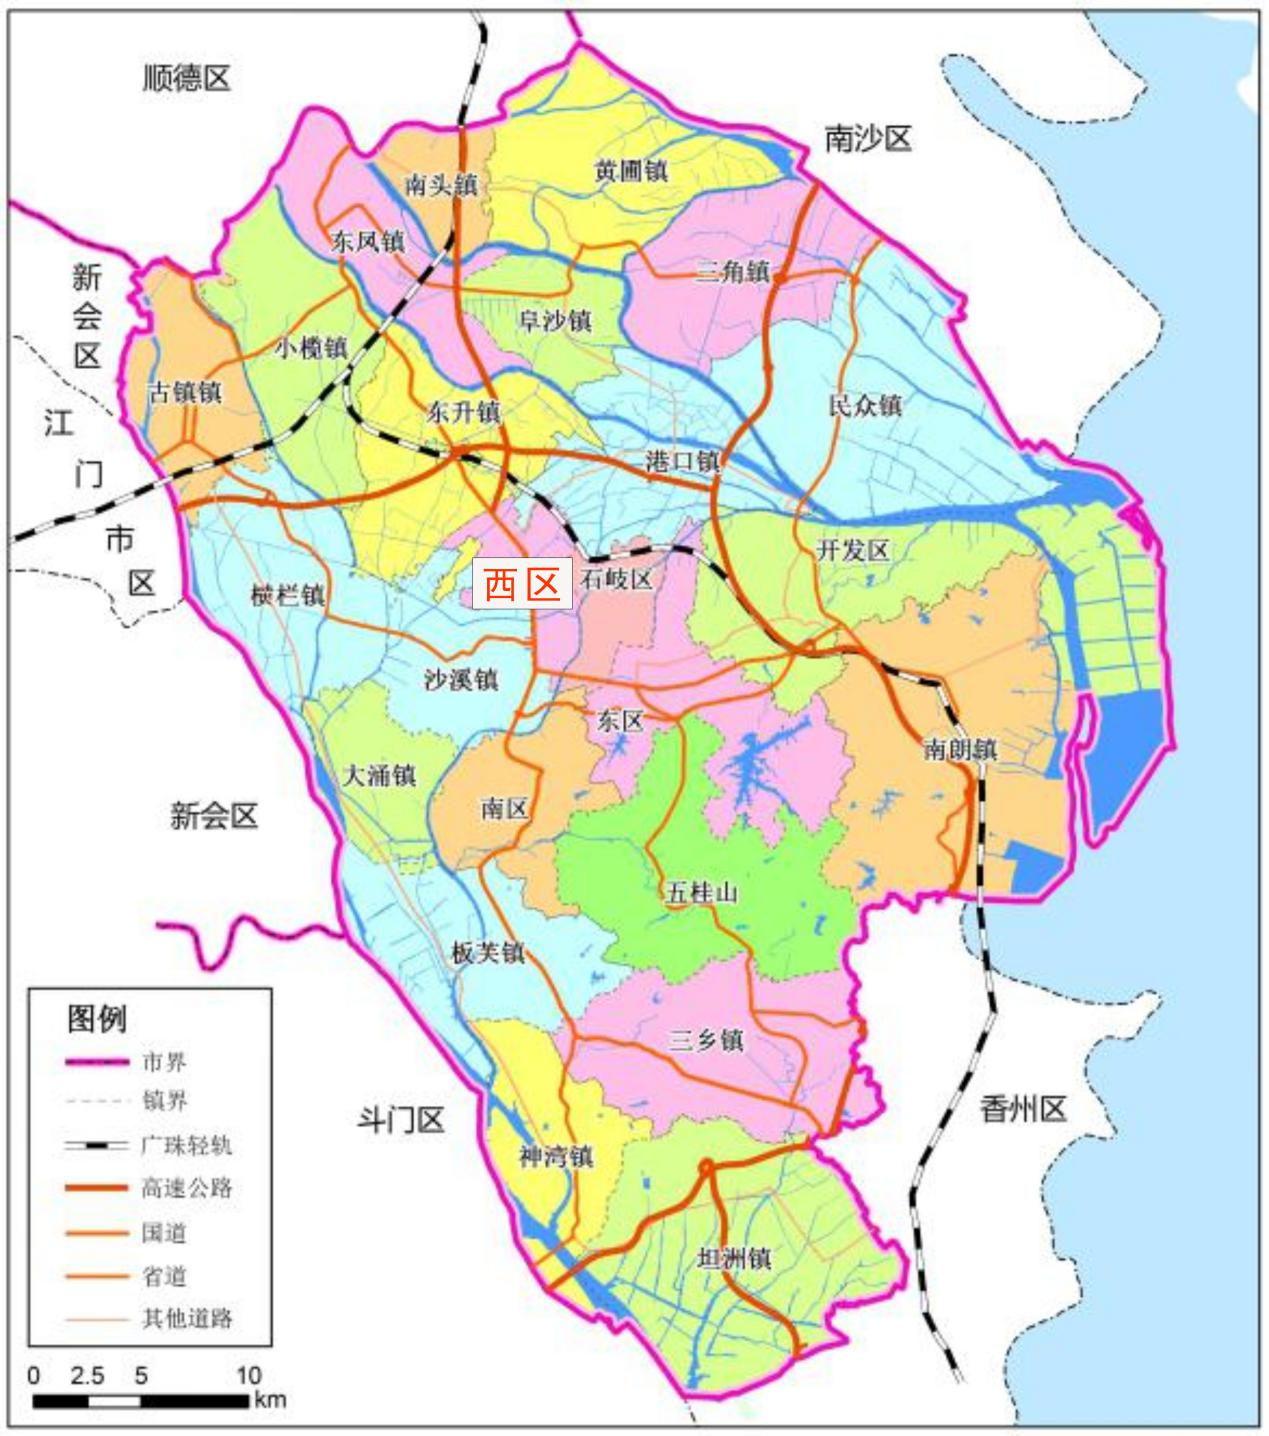 顺德区
南沙区
黄圃镇
南头镇
东凤镇
三角镇
新会区
阜沙镇
小榄镇
古镇镇
东升镇
民众镇
江门市区
港口镇
开发区
西区
石岐区
横栏镇
沙溪镇
东区
南朗镇
大涌镇
南区
新会区
五桂山
板芙镇
三乡镇
斗门区
香州区
神湾镇
坦洲镇
图例
市界
镇界
广珠轻轨
高速公路
国道
省道
其他道路
0 2.5 5 10
km